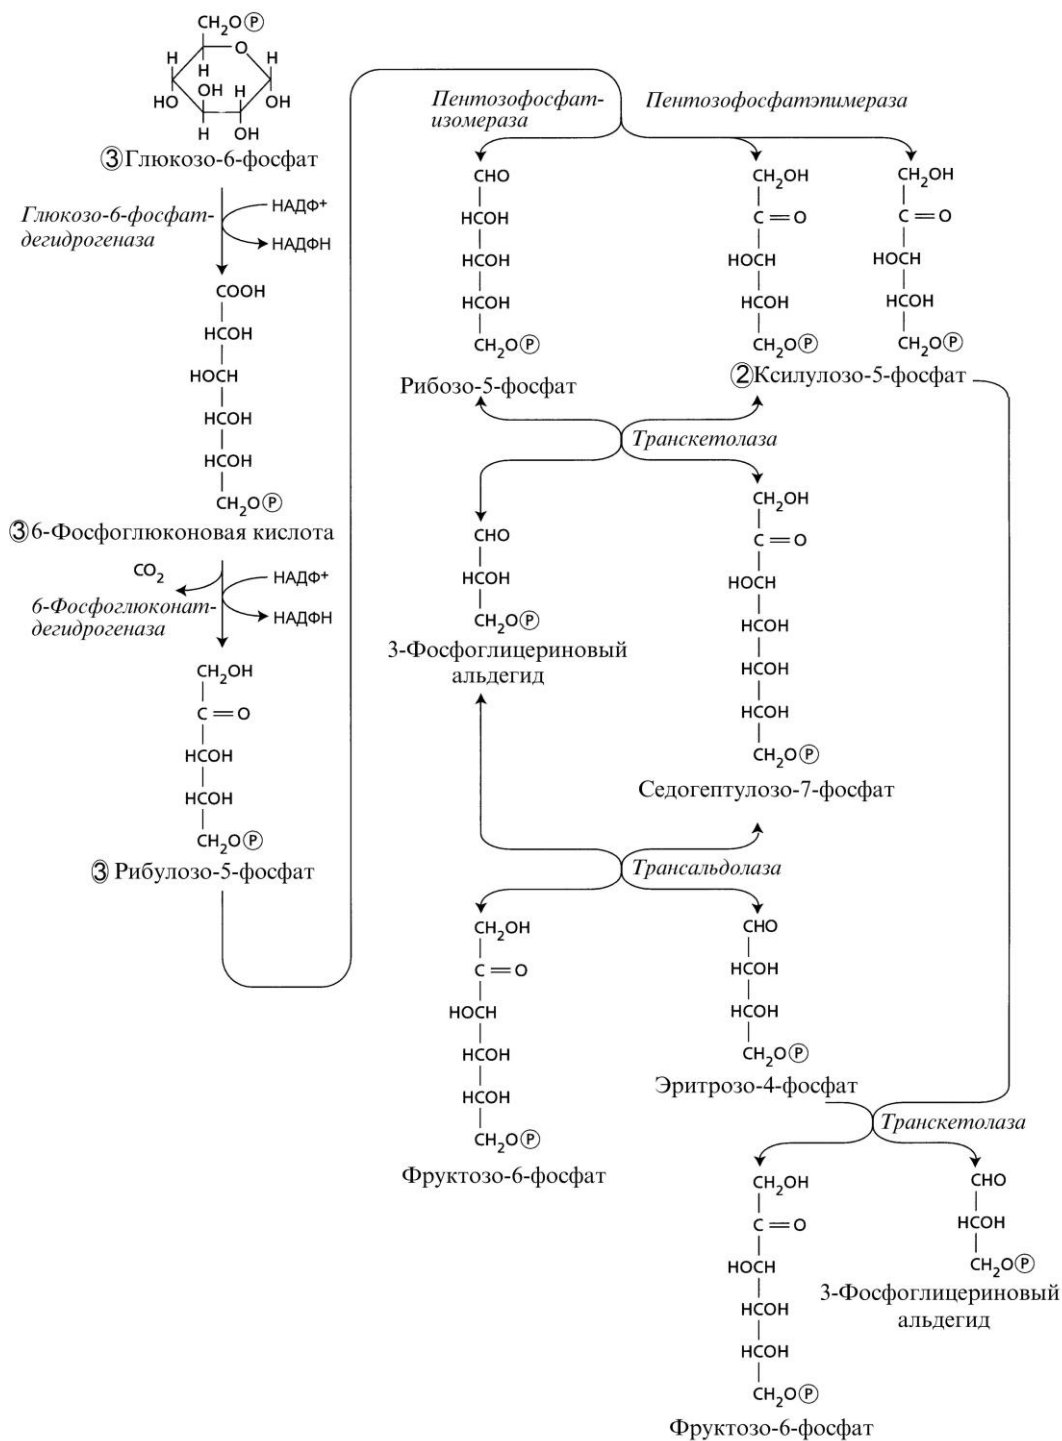 CH₂OⓅ
O
H
H
H
H
OH
H
HO
OH
H
OH
③Глюкозо-6-фосфат
Глюкозо-6-фосфат-
дегидрогеназа
НАДФ⁺
НАДФН
COOH
HCOH
HOCH
HCOH
HCOH
CH₂OⓅ
③6-Фосфоглюконовая кислота
CO₂
НАДФ⁺
6-Фосфоглюконат-
дегидрогеназа
НАДФН
CH₂OH
C=O
HCOH
HCOH
CH₂OⓅ
③ Рибулозо-5-фосфат
Пентозофосфат-
изомераза
Пентозофосфатэпимераза
CHO
HCOH
HCOH
HCOH
CH₂OⓅ
Рибозо-5-фосфат
CH₂OH
C=O
HOCH
HCOH
CH₂OⓅ
CH₂OH
C=O
HOCH
HCOH
CH₂OⓅ
②Ксилулозо-5-фосфат
Транскетолаза
CHO
HCOH
CH₂OⓅ
3-Фосфоглицериновый
альдегид
CH₂OH
C=O
HOCH
HCOH
HCOH
HCOH
CH₂OⓅ
Седогептулозо-7-фосфат
Трансальдолаза
CH₂OH
C=O
HOCH
HCOH
HCOH
CH₂OⓅ
Фруктозо-6-фосфат
CHO
HCOH
HCOH
CH₂OⓅ
Эритрозо-4-фосфат
Транскетолаза
CH₂OH
C=O
HOCH
HCOH
HCOH
CH₂OⓅ
Фруктозо-6-фосфат
CHO
HCOH
CH₂OⓅ
3-Фосфоглицериновый
альдегид